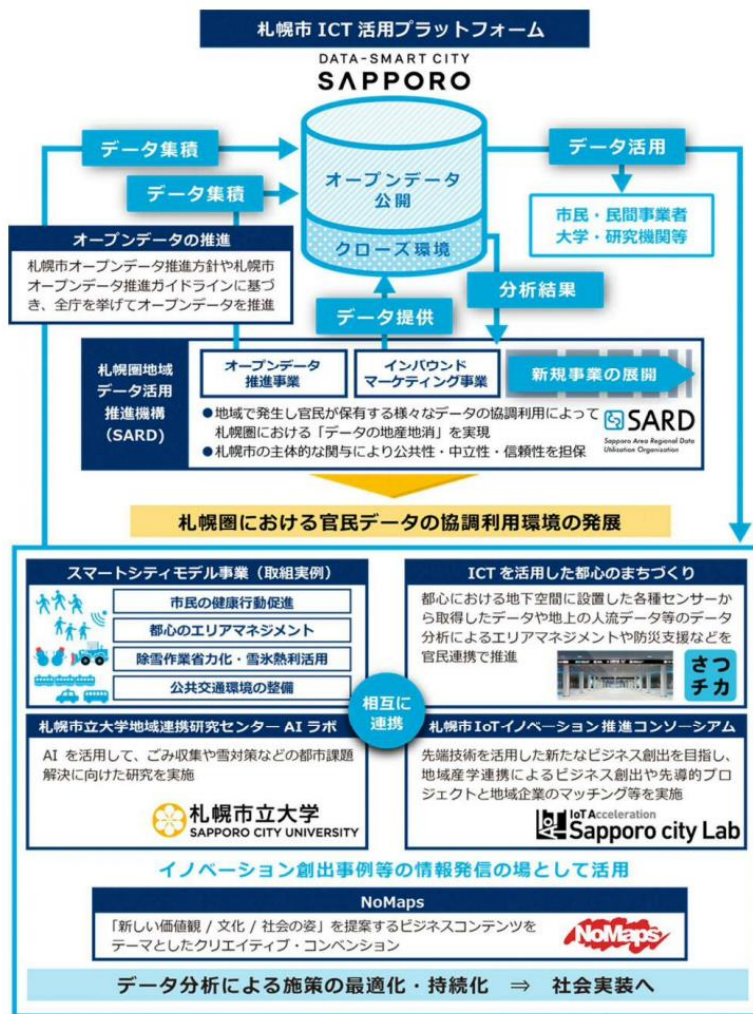 札幌市 ICT 活用プラットフォーム
DATA-SMART CITY
SAPPORO
データ集積
データ活用
データ集積
オープンデータ
公開
市民・民間事業者
大学・研究機関等
オープンデータの推進
クローズ環境
札幌市オープンデータ推進方針や札幌市
オープンデータ推進ガイドラインに基づ
き、全庁を挙げてオープンデータを推進
分析結果
データ提供
札幌圏地域
データ活用
推進機構
（SARD）
オープンデータ
推進事業
インバウンド
マーケティング事業
新規事業の展開
●地域で発生し官民が保有する様々なデータの協調利用によって
札幌圏における「データの地産地消」を実現
●札幌市の主体的な関与により公共性・中立性・信頼性を担保
SARD
Sapporo Area Regional Data
Utilisation Organisation
札幌圏における官民データの協調利用環境の発展
スマートシティモデル事業（取組実例）
市民の健康行動促進
都心のエリアマネジメント
除雪作業省力化・雪氷熱利活用
公共交通環境の整備
ICT を活用した都心のまちづくり
都心における地下空間に設置した各種センサーか
ら取得したデータや地上の人流データ等のデータ
分析によるエリアマネジメントや防災支援などを
官民連携で推進
さつ
チカ
相互に
連携
札幌市立大学地域連携研究センター AI ラボ
AI を活用して、ごみ収集や雪対策などの都市課題
解決に向けた研究を実施
札幌市立大学
SAPPORO CITY UNIVERSITY
札幌市 IoT イノベーション推進コンソーシアム
先端技術を活用した新たなビジネス創出を目指し、
地域産学連携によるビジネス創出や先導的プロ
ジェクトと地域企業のマッチング等を実施
IoT Acceleration
Sapporo city Lab
イノベーション創出事例等の情報発信の場として活用
NoMaps
「新しい価値観 / 文化 / 社会の姿」を提案するビジネスコンテンツを
テーマとしたクリエイティブ・コンベンション
NoMaps
データ分析による施策の最適化・持続化 ⇒ 社会実装へ